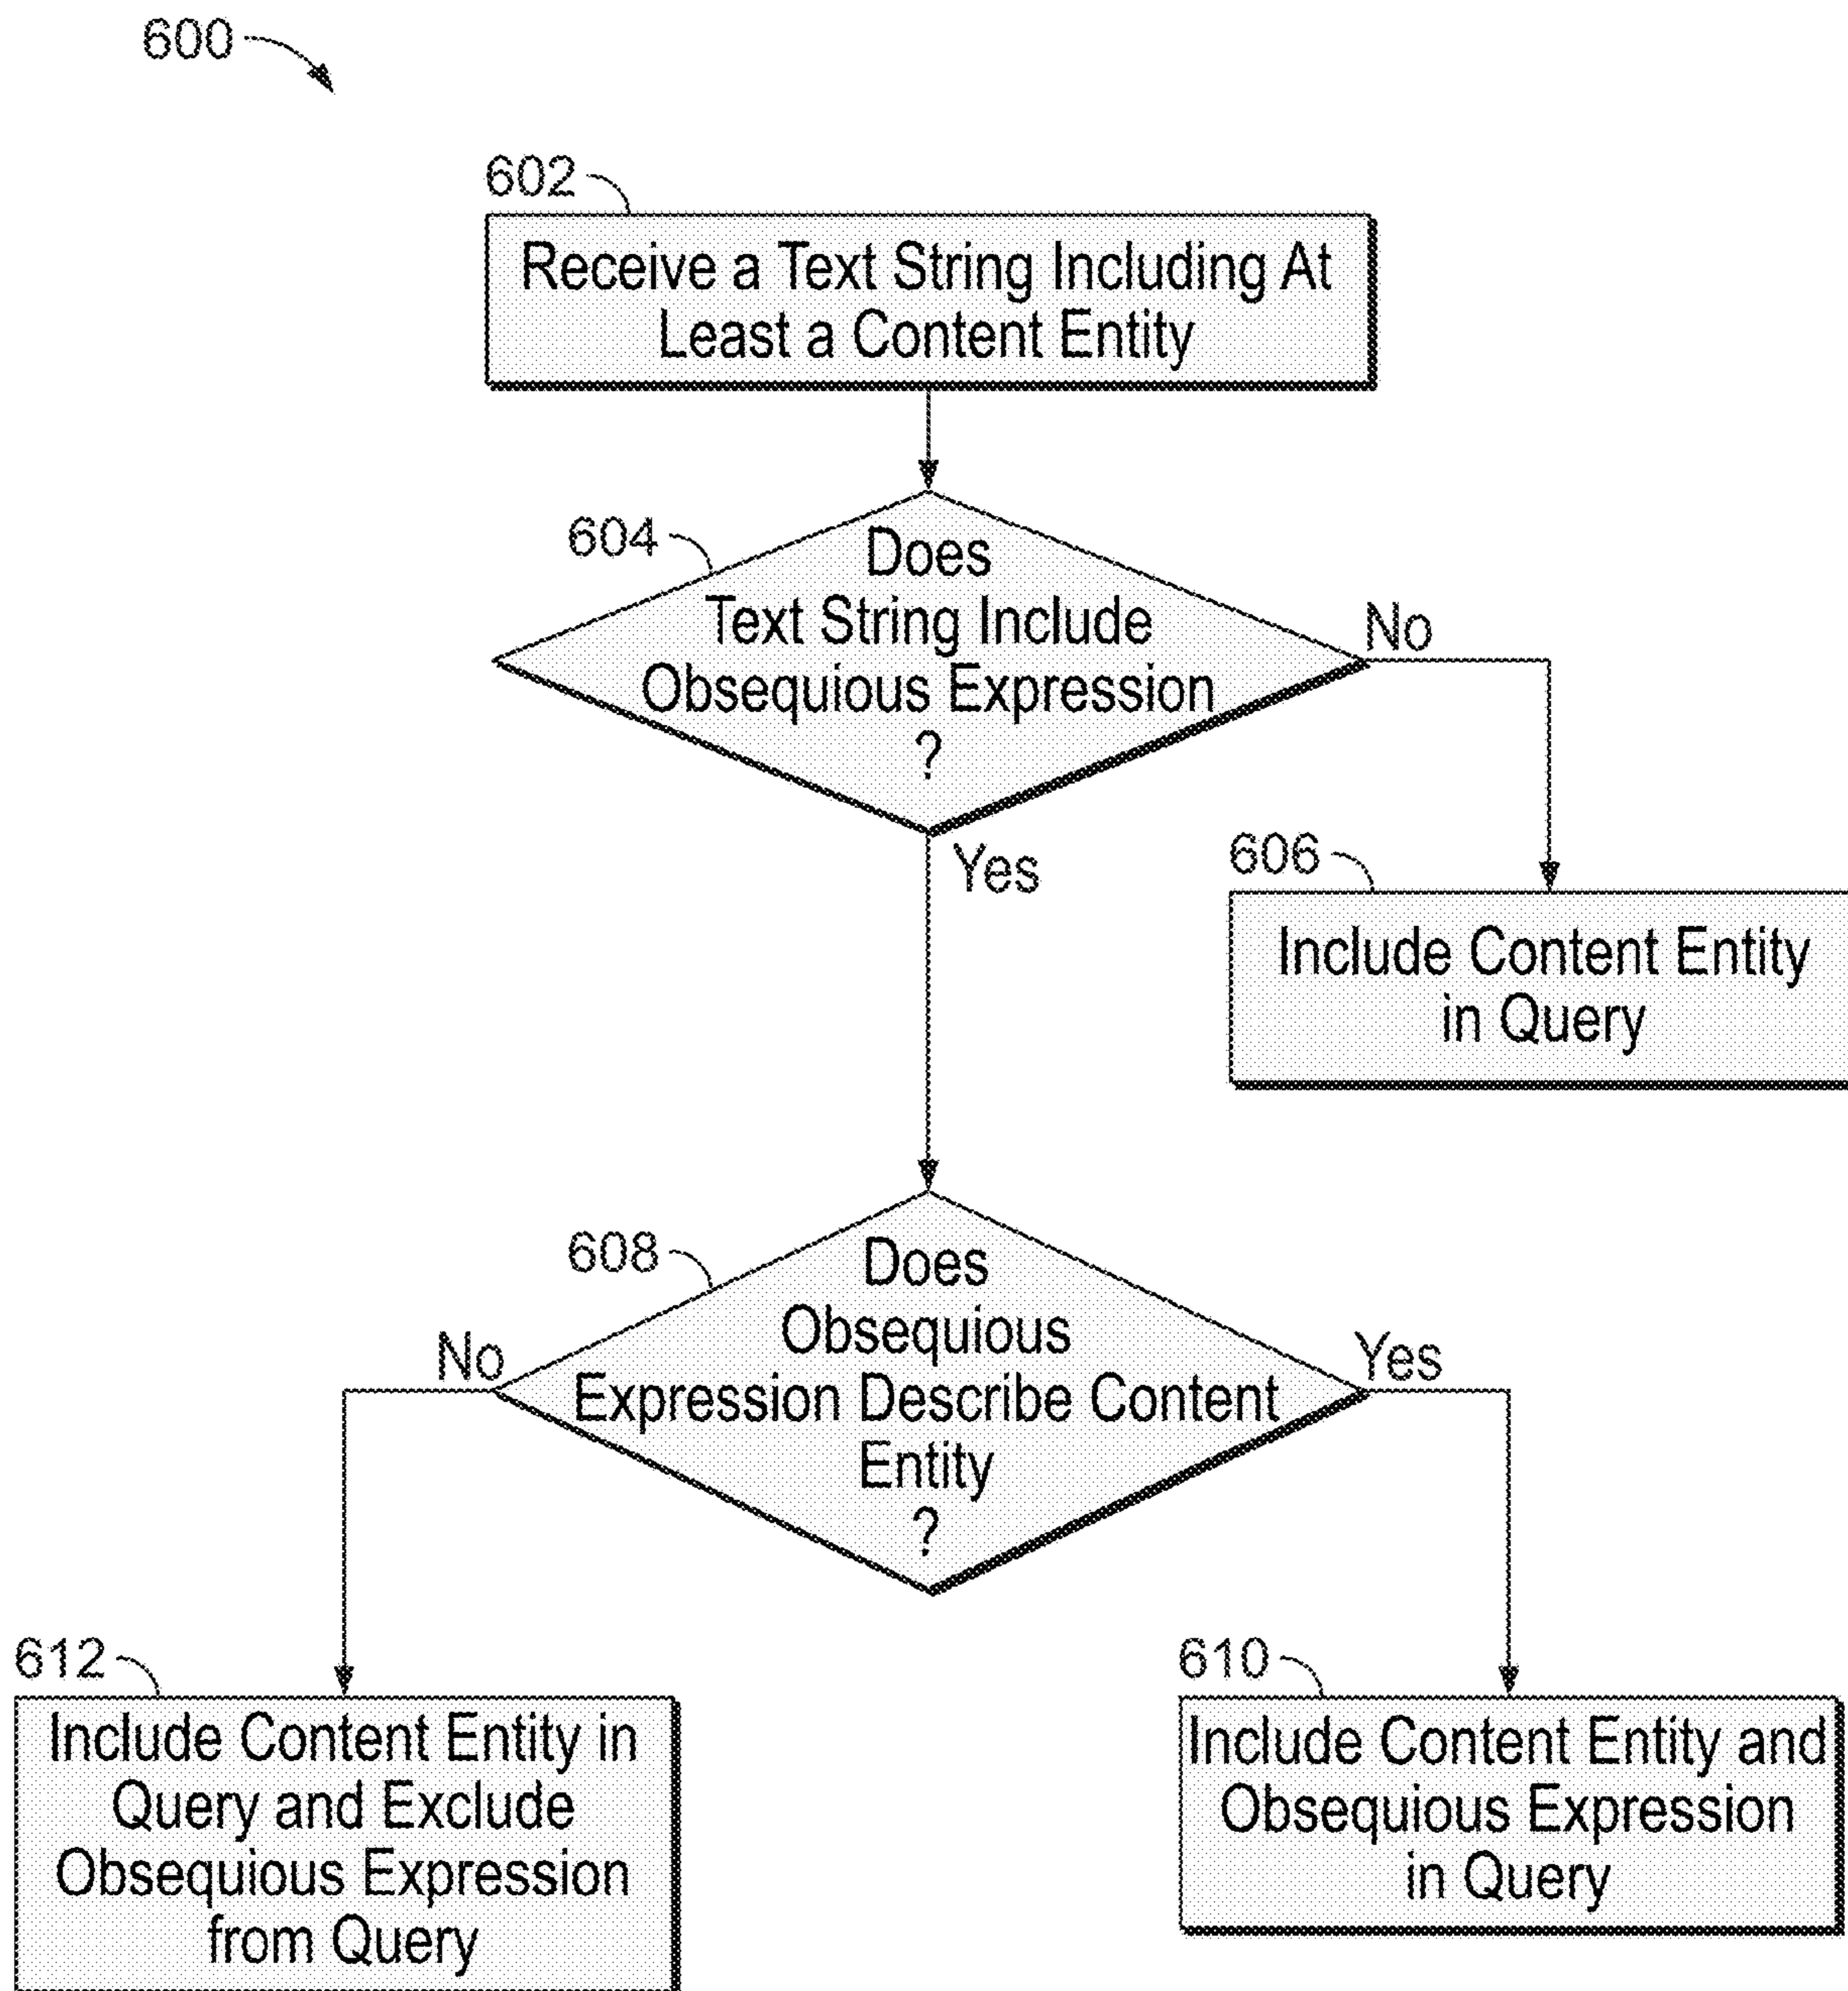 600
602
Receive a Text String Including At
Least a Content Entity
604
Does
Text String Include
Obsequious Expression
?
No
Yes
606
Include Content Entity
in Query
608
Does
Obsequious
Expression Describe Content
Entity
?
No
Yes
612
Include Content Entity in
Query and Exclude
Obsequious Expression
from Query
610
Include Content Entity and
Obsequious Expression
in Query